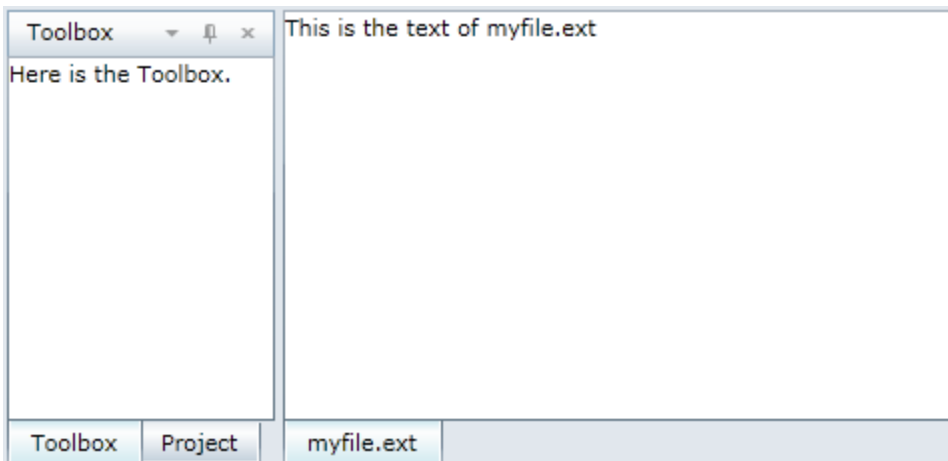 Toolbox
Here is the Toolbox.
This is the text of myfile.ext
Toolbox Project
myfile.ext